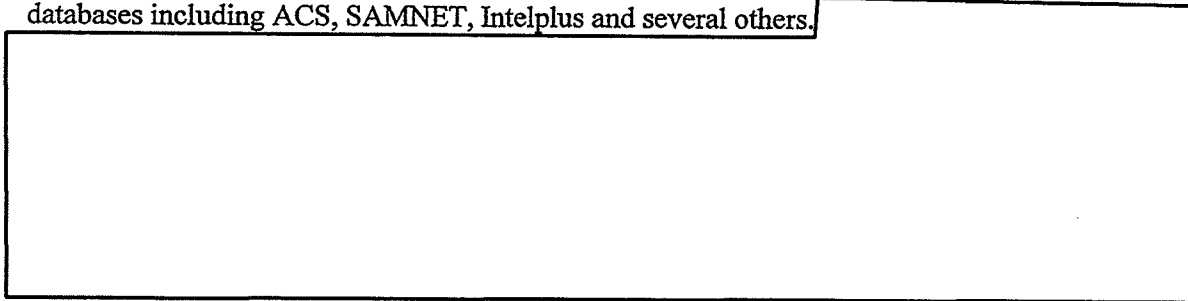 databases including ACS, SAMNET, Intelplus and several others.